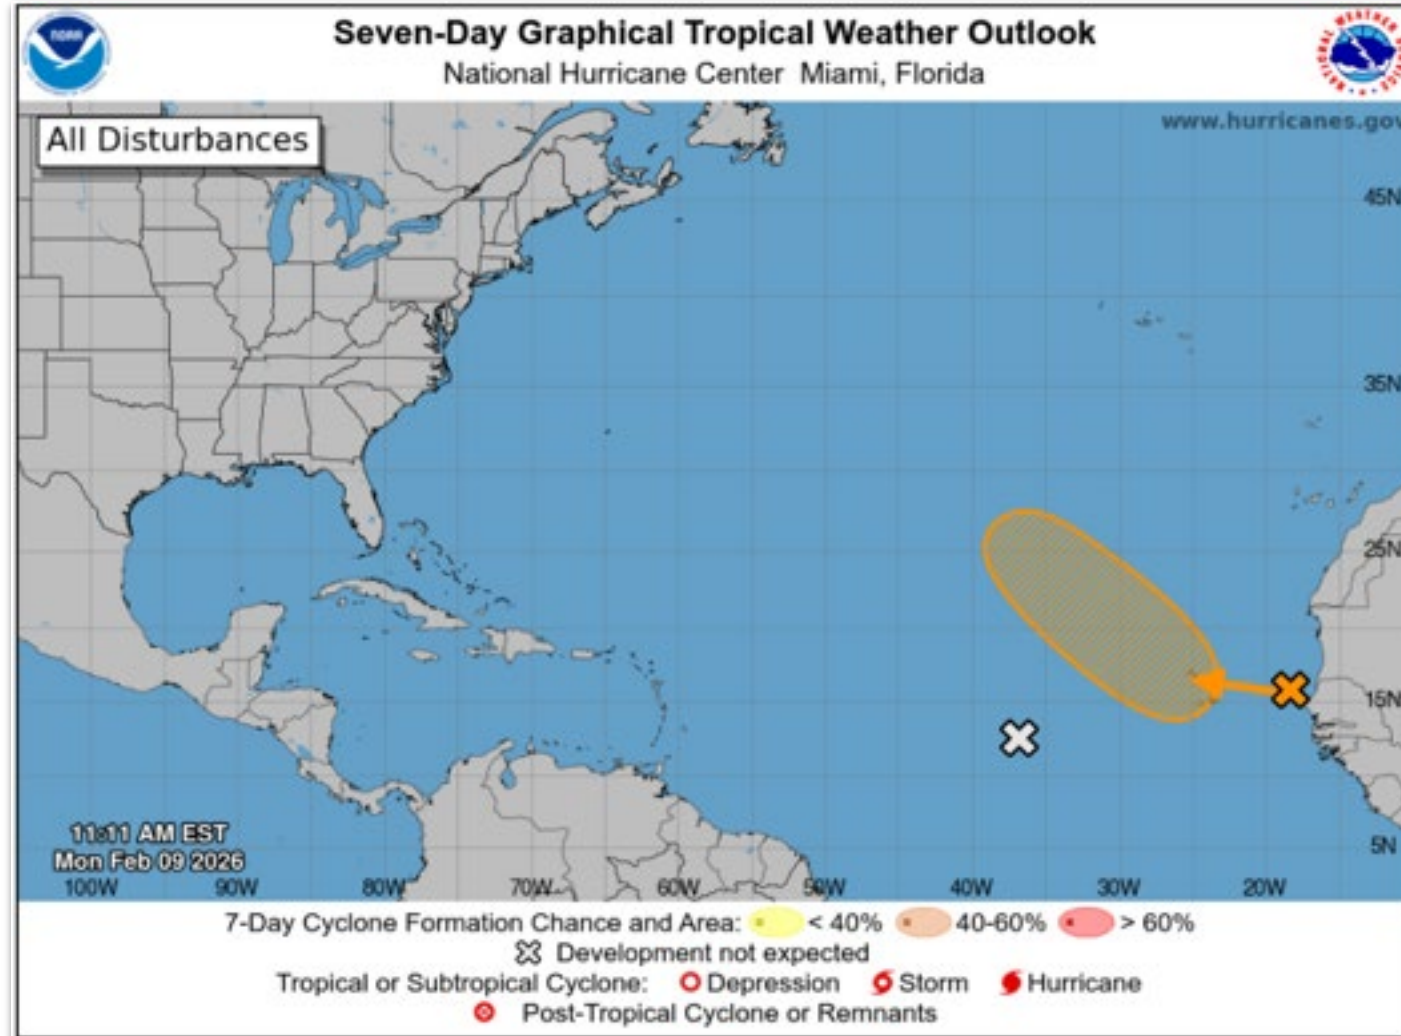 NOAA
Seven-Day Graphical Tropical Weather Outlook
National Hurricane Center Miami, Florida
NATIONAL WEATHER
All Disturbances
www.hurricanes.gov
45N
35N
25N
15N
5N
11:11 AM EST
Mon Feb 09 2026
100W 90W 80W 70W 60W 50W 40W 30W 20W
7-Day Cyclone Formation Chance and Area: < 40% 40-60% > 60%
Development not expected
Tropical or Subtropical Cyclone: Depression Storm Hurricane
Post-Tropical Cyclone or Remnants